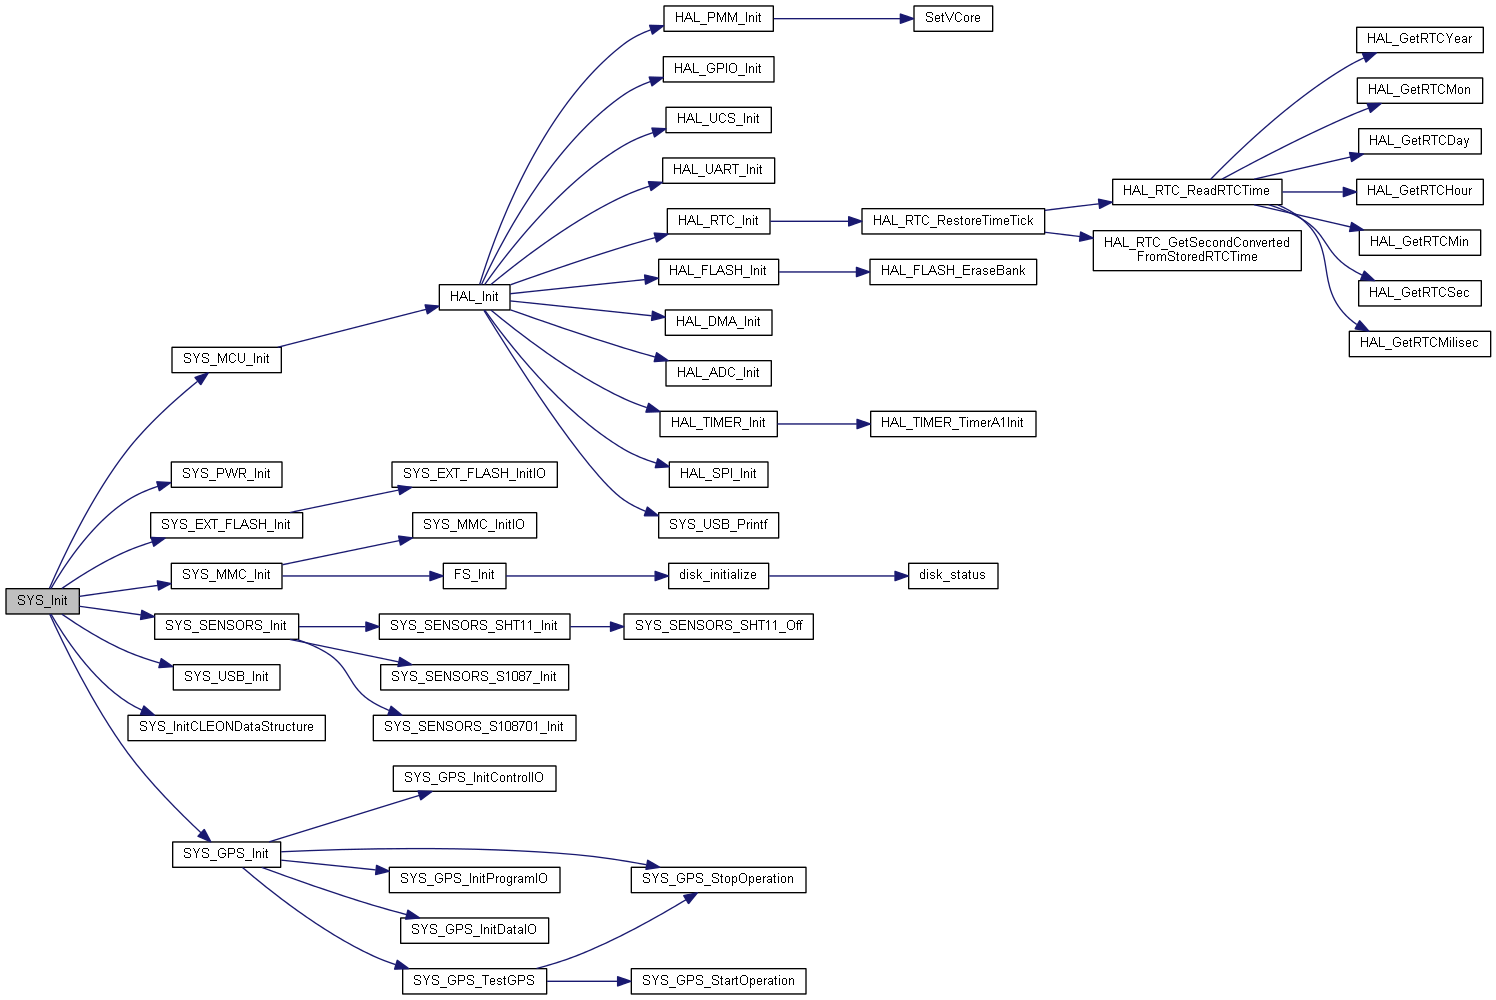 HAL_PMM_Init
SetVCore
HAL_GPIO_Init
HAL_UCS_Init
HAL_UART_Init
HAL_RTC_Init
HAL_RTC_RestoreTimeTick
HAL_RTC_ReadRTCTime
HAL_GetRTCYear
HAL_GetRTCMon
HAL_GetRTCDay
HAL_GetRTCHour
HAL_GetRTCMin
HAL_GetRTCSec
HAL_GetRTCMilisec
HAL_RTC_GetSecondConverted
FromStoredRTCTime
HAL_FLASH_Init
HAL_FLASH_EraseBank
HAL_Init
HAL_DMA_Init
HAL_ADC_Init
SYS_MCU_Init
HAL_TIMER_Init
HAL_TIMER_TimerA1Init
HAL_SPI_Init
SYS_USB_Printf
SYS_PWR_Init
SYS_EXT_FLASH_InitIO
SYS_EXT_FLASH_Init
SYS_MMC_InitIO
SYS_MMC_Init
FS_Init
disk_initialize
disk_status
SYS_Init
SYS_SENSORS_Init
SYS_SENSORS_SHT11_Init
SYS_SENSORS_SHT11_Off
SYS_USB_Init
SYS_SENSORS_S1087_Init
SYS_InitCLEONDataStructure
SYS_SENSORS_S108701_Init
SYS_GPS_InitControlIO
SYS_GPS_Init
SYS_GPS_InitProgramIO
SYS_GPS_StopOperation
SYS_GPS_InitDataIO
SYS_GPS_TestGPS
SYS_GPS_StartOperation